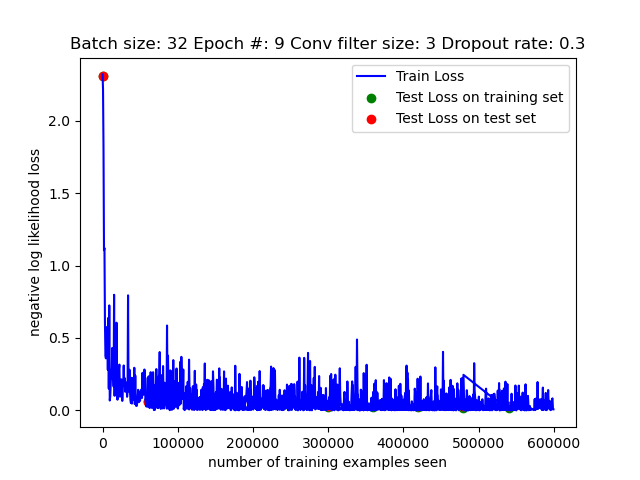 Batch size: 32 Epoch #: 9 Conv filter size: 3 Dropout rate: 0.3
Train Loss
Test Loss on training set
Test Loss on test set
negative log likelihood loss
2.0
1.5
1.0
0.5
0.0
0 100000 200000 300000 400000 500000 600000
number of training examples seen